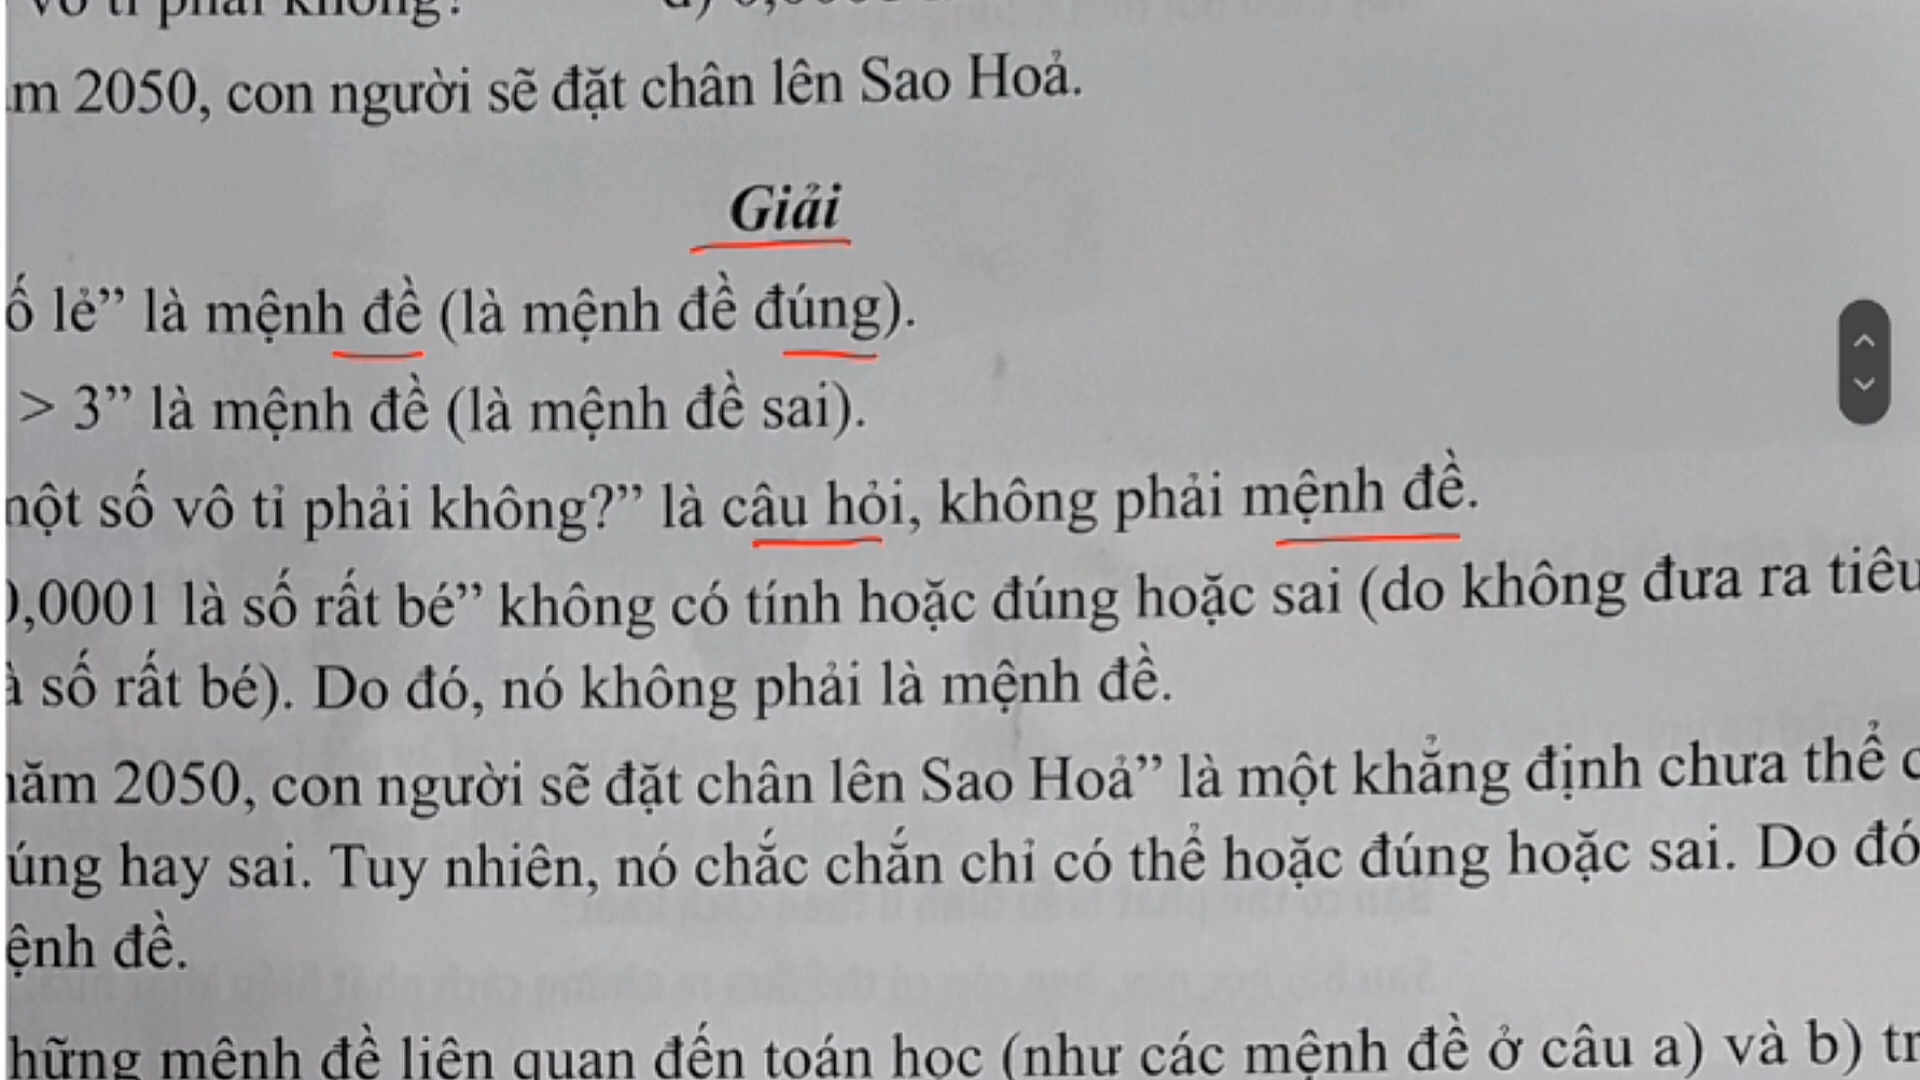 m 2050, con người sẽ đặt chân lên Sao Hoả.
Giải
ố lẻ” là mệnh đề (là mệnh đề đúng).
> 3” là mệnh đề (là mệnh đề sai).
một số vô tỉ phải không?” là câu hỏi, không phải mệnh đề.
0,0001 là số rất bé” không có tính hoặc đúng hoặc sai (do không đưa ra tiêu
à số rất bé). Do đó, nó không phải là mệnh đề.
năm 2050, con người sẽ đặt chân lên Sao Hoả” là một khẳng định chưa thể
úng hay sai. Tuy nhiên, nó chắc chắn chỉ có thể hoặc đúng hoặc sai. Do đó
ệnh đề.
hững mệnh đề liên quan đến toán học (như các mệnh đề ở câu a) và b) tr